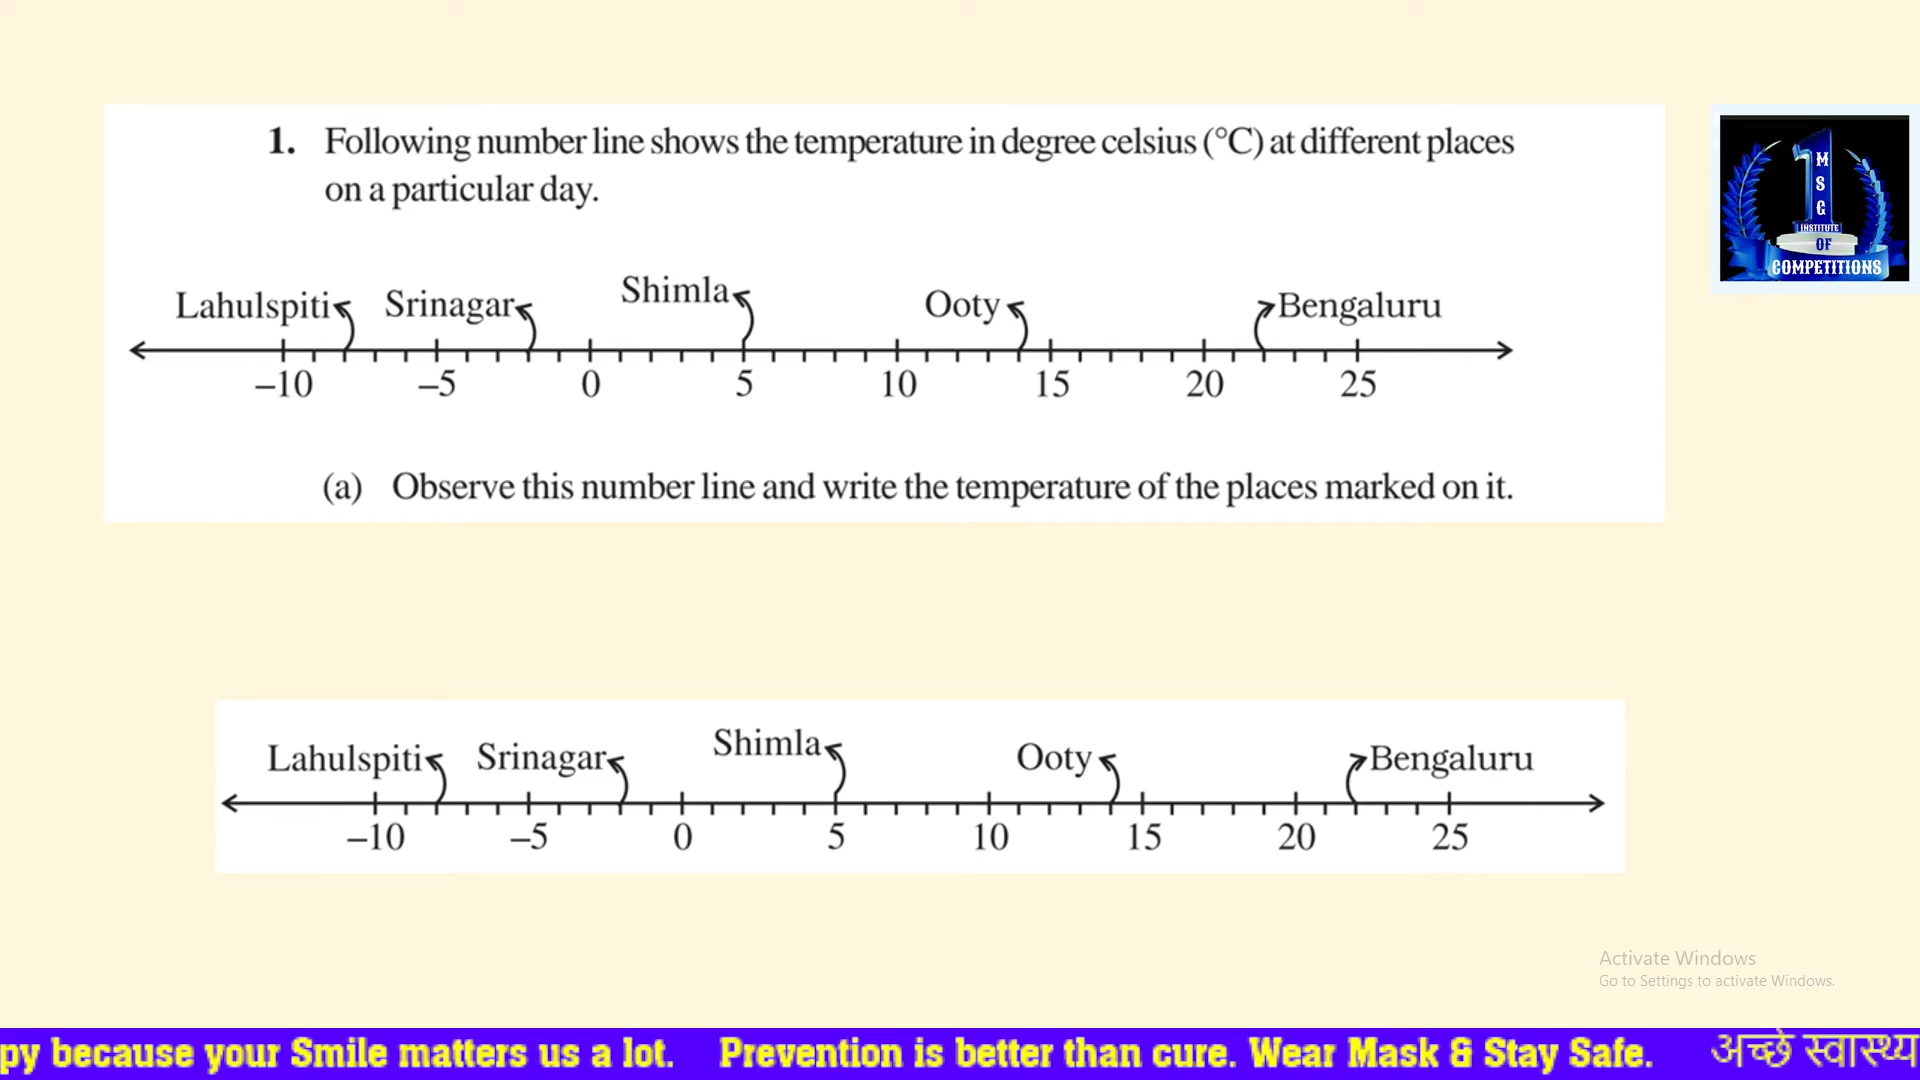 1. Following number line shows the temperature in degree celsius (°C) at different places
on a particular day.
M
S
G
INSTITUTE
OF
COMPETITIONS
Lahulspiti Srinagar Shimla Ooty Bengaluru
–10 –5 0 5 10 15 20 25
(a) Observe this number line and write the temperature of the places marked on it.
Lahulspiti Srinagar Shimla Ooty Bengaluru
–10 –5 0 5 10 15 20 25
Activate Windows
Go to Settings to activate Windows.
py because your Smile matters us a lot. Prevention is better than cure. Wear Mask & Stay Safe. अच्छे स्वास्थ्य